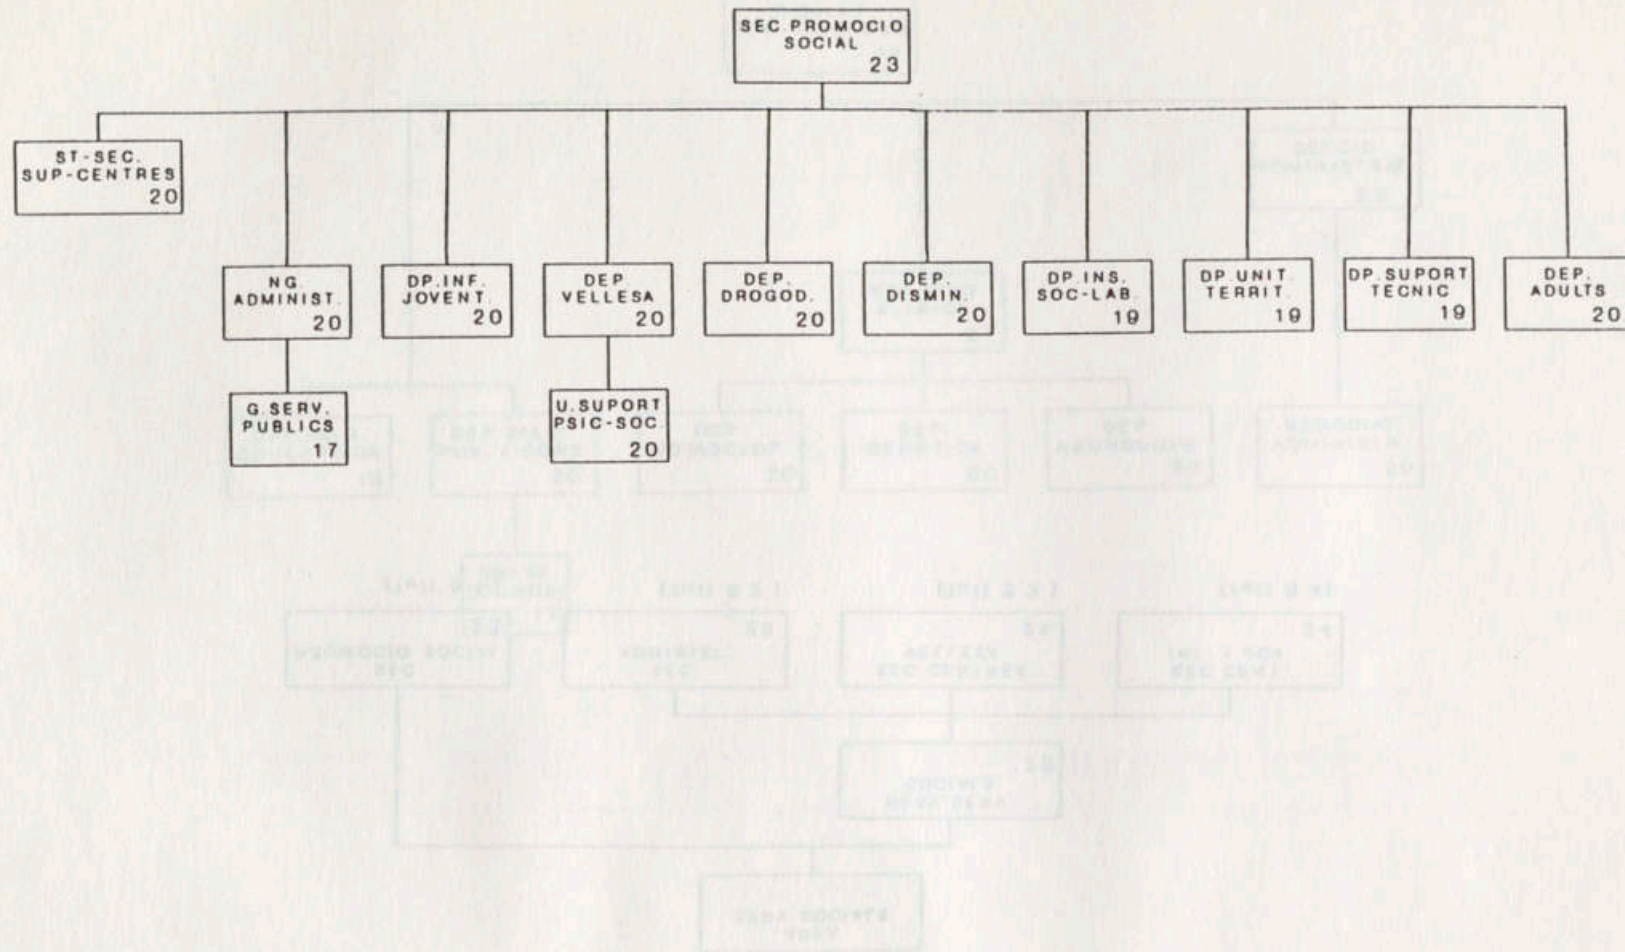 SEC.PROMOCIO
SOCIAL
23
ST-SEC.
SUP-CENTRES
20
NG.
ADMINIST.
20
DP.INF.
JOVENT.
20
DEP
VELLESA
20
DEP.
DROGOD.
20
DEP.
DISMIN.
20
DP.INS.
SOC-LAB.
19
DP.UNIT.
TERRIT.
19
DP.SUPORT
TECNIC
19
DEP.
ADULTS
20
G.SERV.
PUBLICS
17
U.SUPORT
PSIC-SOC.
20